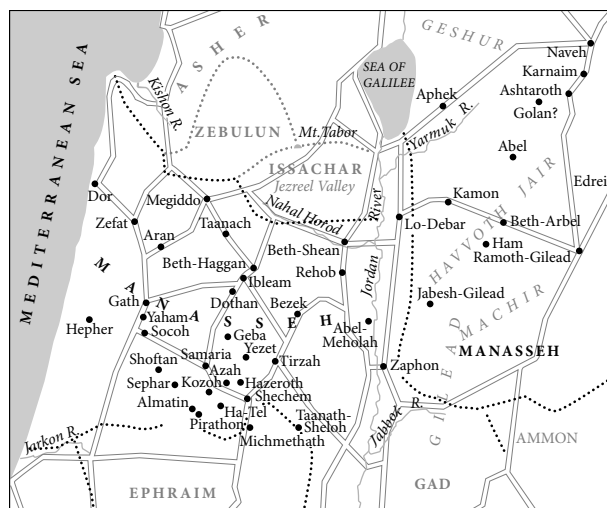 GESHUR
Naveh
ASHER
SEA OF
GALILEE
Karnaim
Ashtaroth
Golan?
Aphek
Kishon R.
MEDITERRANEAN SEA
ZEBULUN
Mt. Tabor
Yarmuk R.
Abel
ISSACHAR
Jezreel Valley
HAVVOTH JAIR
Edrei
Dor
Megiddo
Nahal Horod
River
Kamon
Zefat
Taanach
Lo-Debar
Beth-Arbel
Aran
Beth-Shean
Ham
Ramoth-Gilead
Beth-Haggan
Rehob
MANASSEH
Ibleam
Jordan
Gath
Dothan
Bezek
Jabesh-Gilead
Yaham
MACHIR
Hepher
Socoh
Geba
Abel-
Meholah
Yezet
GILEAD
MANASSEH
Shoftan
Samaria
Tirzah
Zaphon
Azah
Sephar
Kozoh
Hazeroth
Shechem
Almatin
Ha-Tel
Taanath-
Sheloh
Pirathon
Michmethath
Jabbok R.
Jarkon R.
AMMON
EPHRAIM
GAD